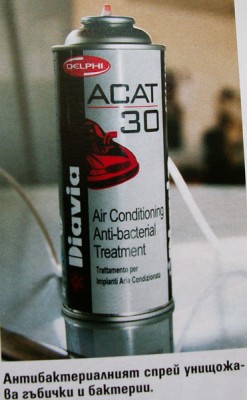 DELPHI
ACAT
30
Air Conditioning
Anti-bacterial
Treatment
Trattamento per
Impianti Aria Condizionata
Diavia
Антибактериалният спрей унищожа-
ва гъбички и бактерии.